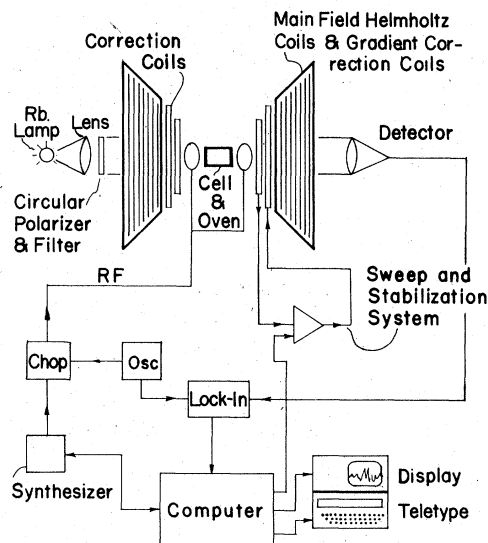 Correction
Coils
Main Field Helmholtz
Coils & Gradient Cor-
rection Coils
Rb.
Lamp
Lens
Detector
Cell
&
Oven
Circular
Polarizer
& Filter
RF
Sweep and
Stabilization
System
Chop
Osc
Lock-In
Synthesizer
Computer
Display
Teletype